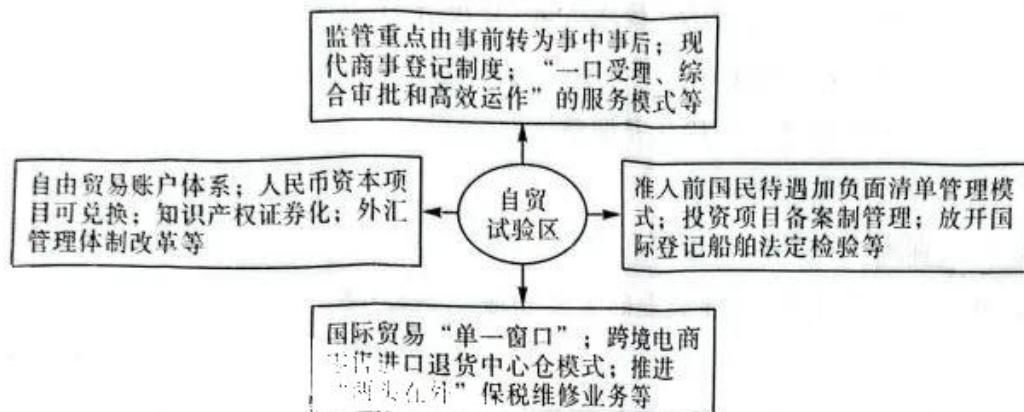 监管重点由事前转为事中事后；现
代商事登记制度；“一口受理、综
合审批和高效运作”的服务模式等
自由贸易账户体系；人民币资本项
目可兑换；知识产权证券化；外汇
管理体制改革等
自贸
试验区
准入前国民待遇加负面清单管理模
式；投资项目备案制管理；放开国
际登记船舶法定检验等
国际贸易“单一窗口”；跨境电商
进口退货中心仓模式；推进
“两头在外”保税维修业务等